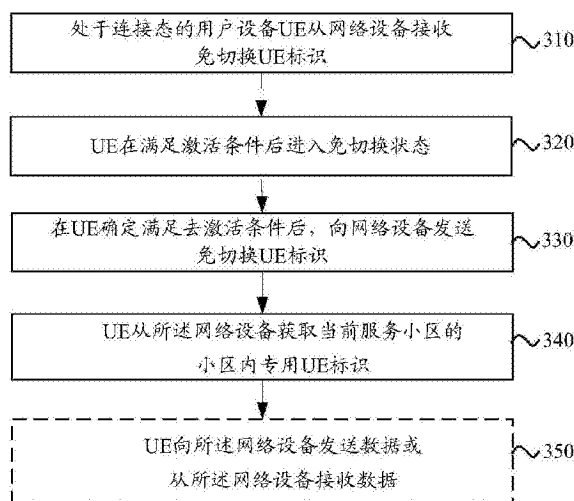 处于连接态的用户设备UE从网络设备接收
免切换UE标识
310
UE在满足激活条件后进入免切换状态
320
在UE确定满足去激活条件后，向网络设备发送
免切换UE标识
330
UE从所述网络设备获取当前服务小区的
小区内专用UE标识
340
UE向所述网络设备发送数据或
从所述网络设备接收数据
350